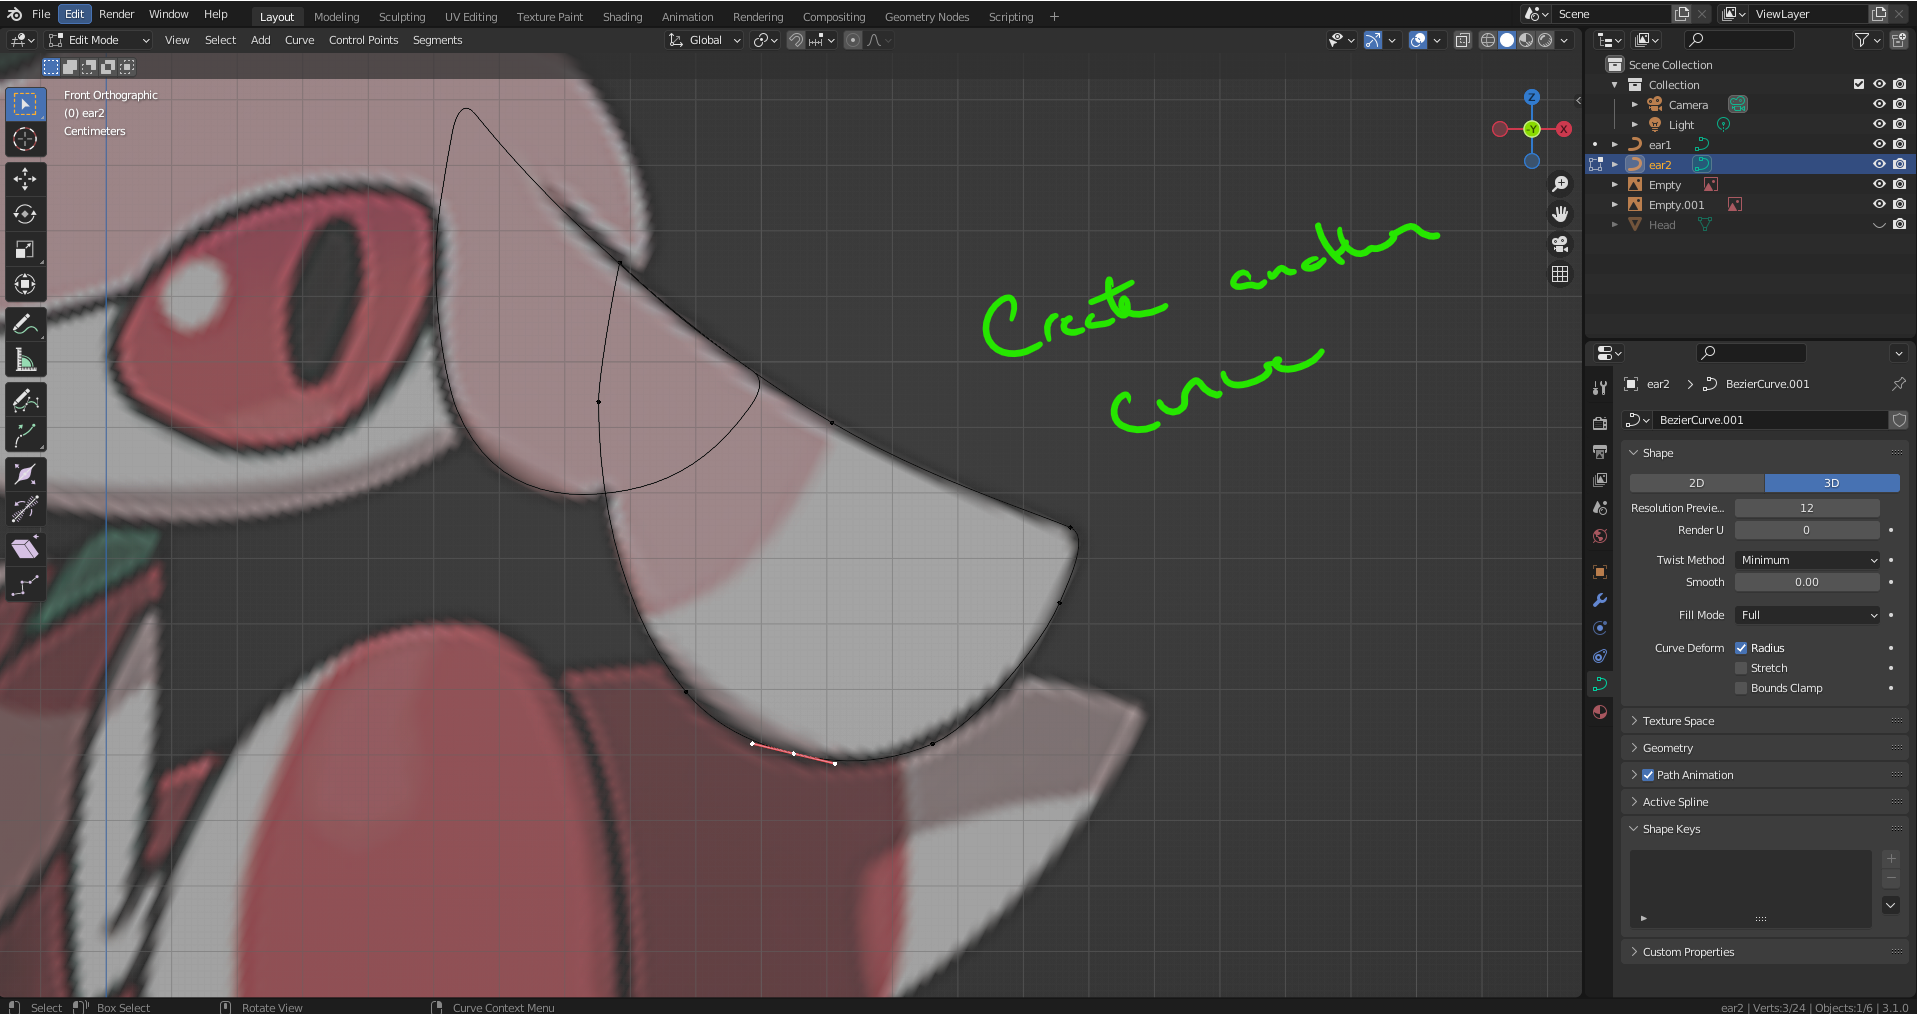 File Edit Render Window Help Layout Modeling Sculpting UV Editing Texture Paint Shading Animation Rendering Compositing Geometry Nodes Scripting + Scene ViewLayer
Edit Mode View Select Add Curve Control Points Segments Global
Front Orthographic
(0) ear2
Centimeters
Z
-Y X
Create another
curve
Scene Collection
Collection
Camera
Light
ear1
ear2
Empty
Empty.001
Head
ear2 > BezierCurve.001
BezierCurve.001
Shape
2D 3D
Resolution Previe... 12
Render U 0
Twist Method Minimum
Smooth 0.00
Fill Mode Full
Curve Deform Radius
Stretch
Bounds Clamp
Texture Space
Geometry
Path Animation
Active Spline
Shape Keys
Custom Properties
Select Box Select Rotate View Curve Context Menu ear2 | Verts:3/24 | Objects:1/6 | 3.1.0